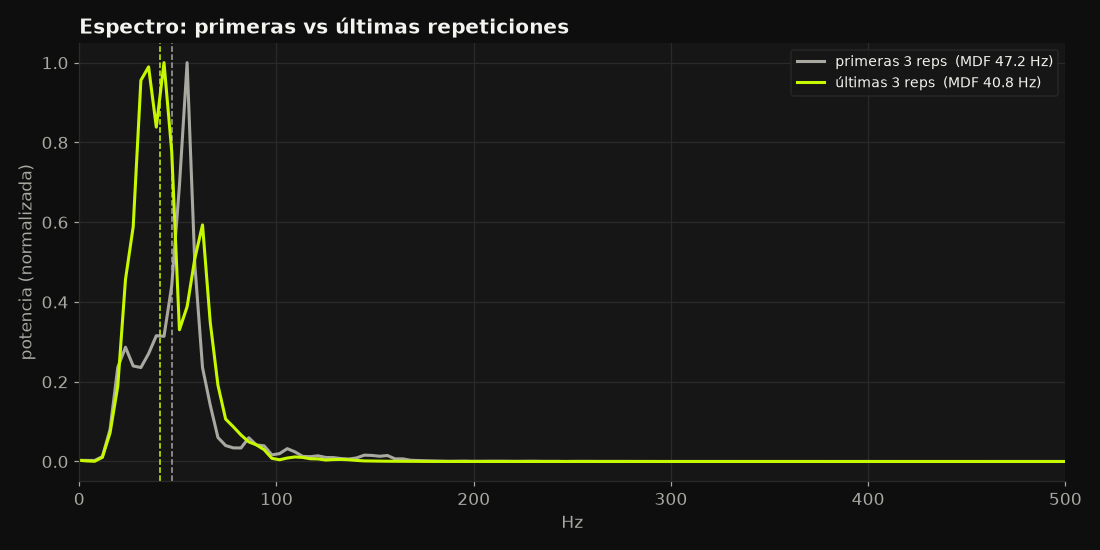 Espectro: primeras vs últimas repeticiones
primeras 3 reps  (MDF 47.2 Hz)
últimas 3 reps  (MDF 40.8 Hz)
potencia (normalizada)
1.0
0.8
0.6
0.4
0.2
0.0
0 100 200 300 400 500
Hz